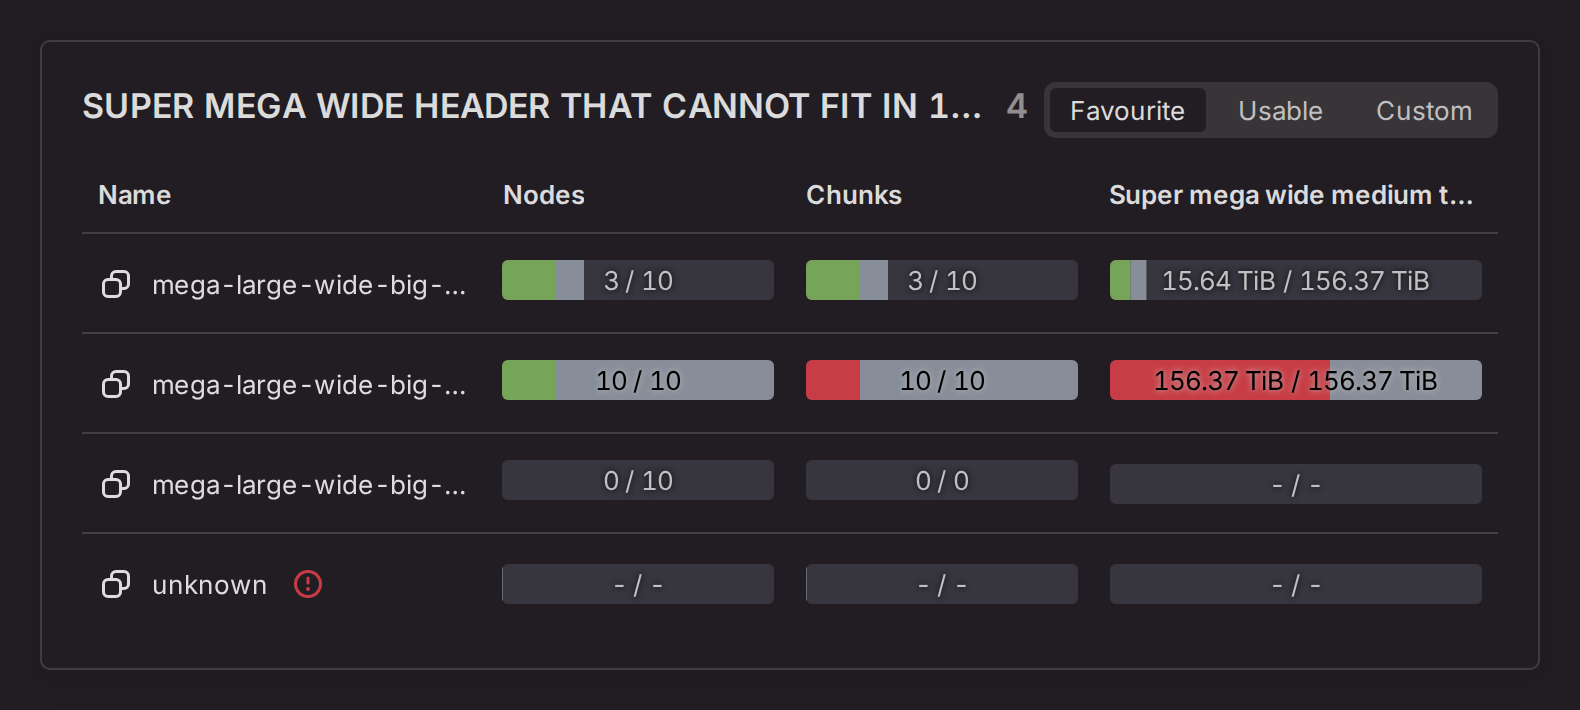 SUPER MEGA WIDE HEADER THAT CANNOT FIT IN 1... 4 Favourite Usable Custom
Name Nodes Chunks Super mega wide medium t...
mega-large-wide-big-... 3 / 10 3 / 10 15.64 TiB / 156.37 TiB
mega-large-wide-big-... 10 / 10 10 / 10 156.37 TiB / 156.37 TiB
mega-large-wide-big-... 0 / 10 0 / 0 - / -
unknown - / - - / - - / -